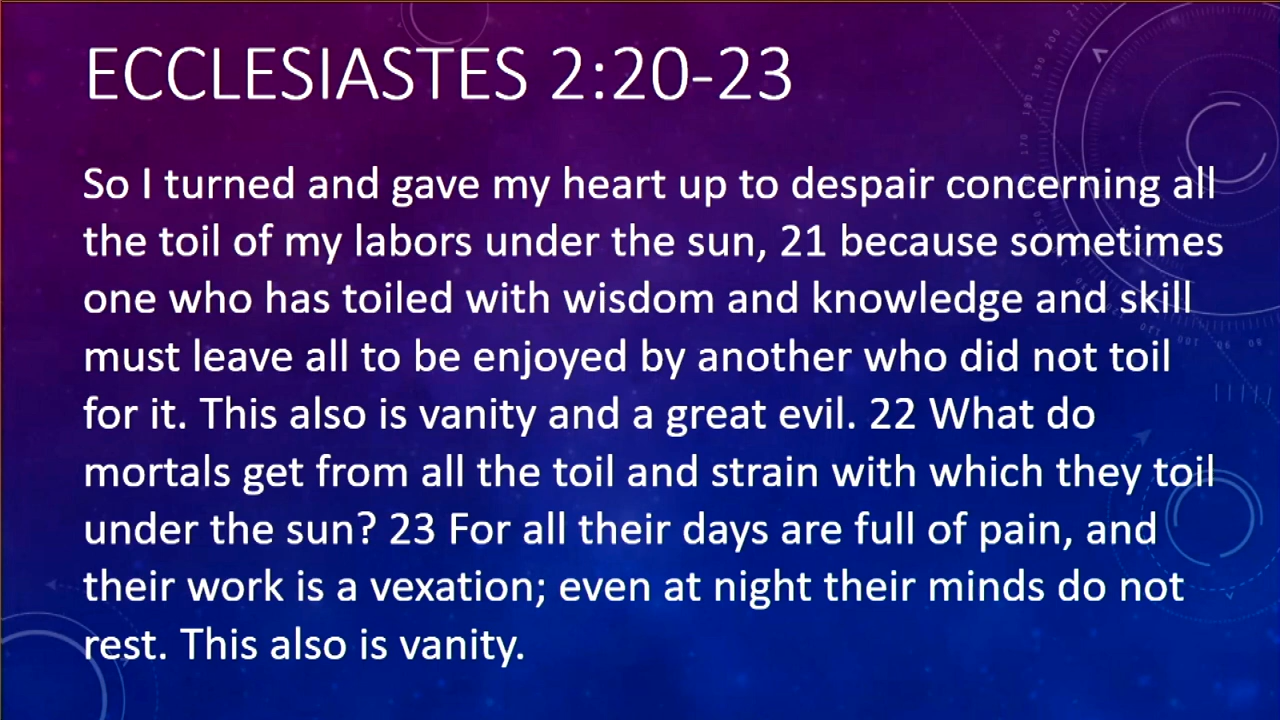 ECCLESIASTES 2:20-23
So I turned and gave my heart up to despair concerning all
the toil of my labors under the sun, 21 because sometimes
one who has toiled with wisdom and knowledge and skill
must leave all to be enjoyed by another who did not toil
for it. This also is vanity and a great evil. 22 What do
mortals get from all the toil and strain with which they toil
under the sun? 23 For all their days are full of pain, and
their work is a vexation; even at night their minds do not
rest. This also is vanity.